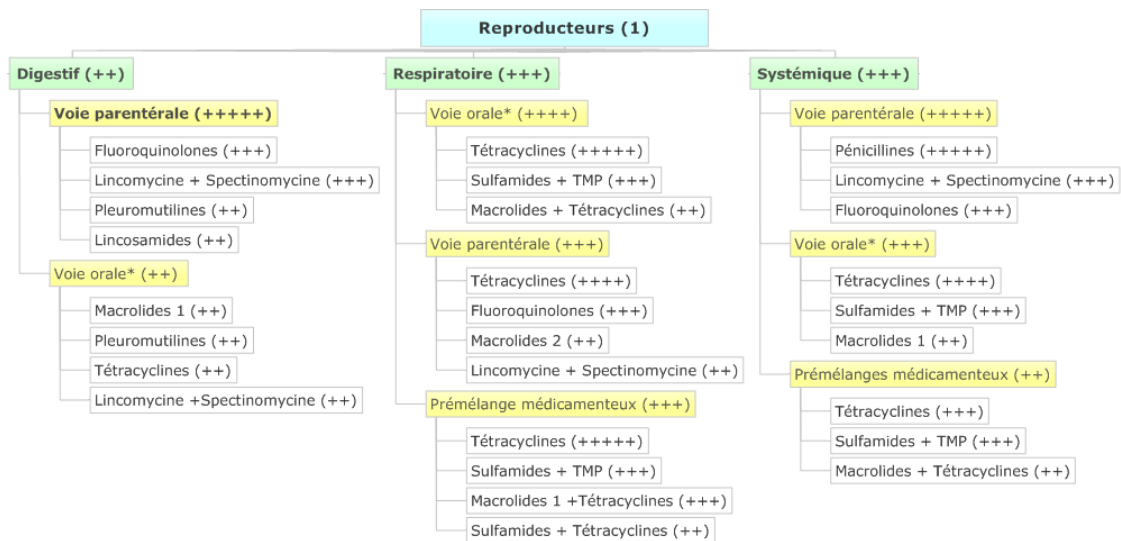 Reproducteurs (1)
Digestif (++)
Voie parentérale (+++++)
Fluoroquinolones (+++)
Lincomycine + Spectinomycine (+++)
Pleuromutilines (++)
Lincosamides (++)
Voie orale* (++)
Macrolides 1 (++)
Pleuromutilines (++)
Tétracyclines (++)
Lincomycine +Spectinomycine (++)
Respiratoire (+++)
Voie orale* (++++)
Tétracyclines (+++++)
Sulfamides + TMP (+++)
Macrolides + Tétracyclines (++)
Voie parentérale (+++)
Tétracyclines (++++)
Fluoroquinolones (+++)
Macrolides 2 (++)
Lincomycine + Spectinomycine (++)
Prémélange médicamenteux (+++)
Tétracyclines (+++++)
Sulfamides + TMP (+++)
Macrolides 1 +Tétracyclines (+++)
Sulfamides + Tétracyclines (++)
Systémique (+++)
Voie parentérale (+++++)
Pénicillines (+++++)
Lincomycine + Spectinomycine (+++)
Fluoroquinolones (+++)
Voie orale* (+++)
Tétracyclines (++++)
Sulfamides + TMP (+++)
Macrolides 1 (++)
Prémélanges médicamenteux (++)
Tétracyclines (+++)
Sulfamides + TMP (+++)
Macrolides + Tétracyclines (++)